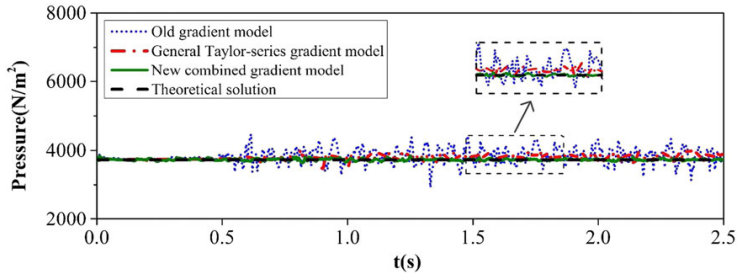 8000
6000
4000
2000
Pressure(N/m²)
Old gradient model
General Taylor-series gradient model
New combined gradient model
Theoretical solution
0.0 0.5 1.0 1.5 2.0 2.5
t(s)